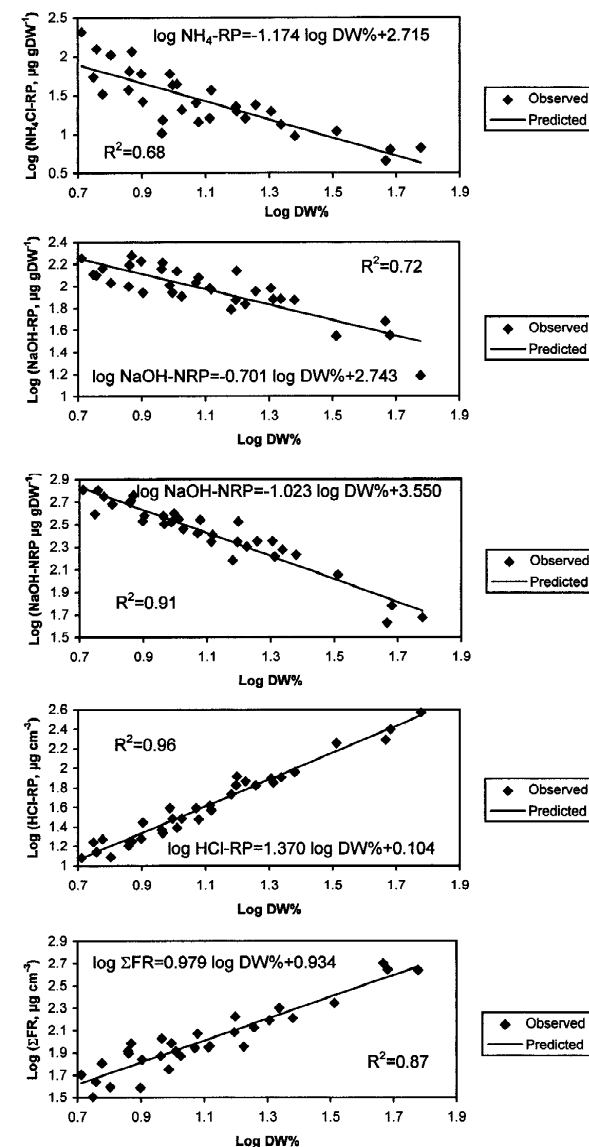 log NH₄-RP=-1.174 log DW%+2.715
Log (NH₄Cl-RP, µg gDW⁻¹)
2.5
2
1.5
1
0.5
R²=0.68
0.7 0.9 1.1 1.3 1.5 1.7 1.9
Log DW%
Observed
Predicted
Log (NaOH-RP, µg gDW⁻¹)
2.4
2.2
2
1.8
1.6
1.4
1.2
1
R²=0.72
log NaOH-NRP=-0.701 log DW%+2.743
0.7 0.9 1.1 1.3 1.5 1.7 1.9
Log DW%
Observed
Predicted
Log (NaOH-NRP µg gDW⁻¹)
2.9
2.7
2.5
2.3
2.1
1.9
1.7
1.5
log NaOH-NRP=-1.023 log DW%+3.550
R²=0.91
0.7 0.9 1.1 1.3 1.5 1.7 1.9
Log DW%
Observed
Predicted
Log (HCl-RP, µg cm⁻³)
2.6
2.4
2.2
2
1.8
1.6
1.4
1.2
1
R²=0.96
log HCl-RP=1.370 log DW%+0.104
0.7 0.9 1.1 1.3 1.5 1.7 1.9
Log DW%
Observed
Predicted
Log (ΣFR, µg cm⁻³)
2.9
2.7
2.5
2.3
2.1
1.9
1.7
1.5
log ΣFR=0.979 log DW%+0.934
R²=0.87
0.7 0.9 1.1 1.3 1.5 1.7 1.9
Log DW%
Observed
Predicted